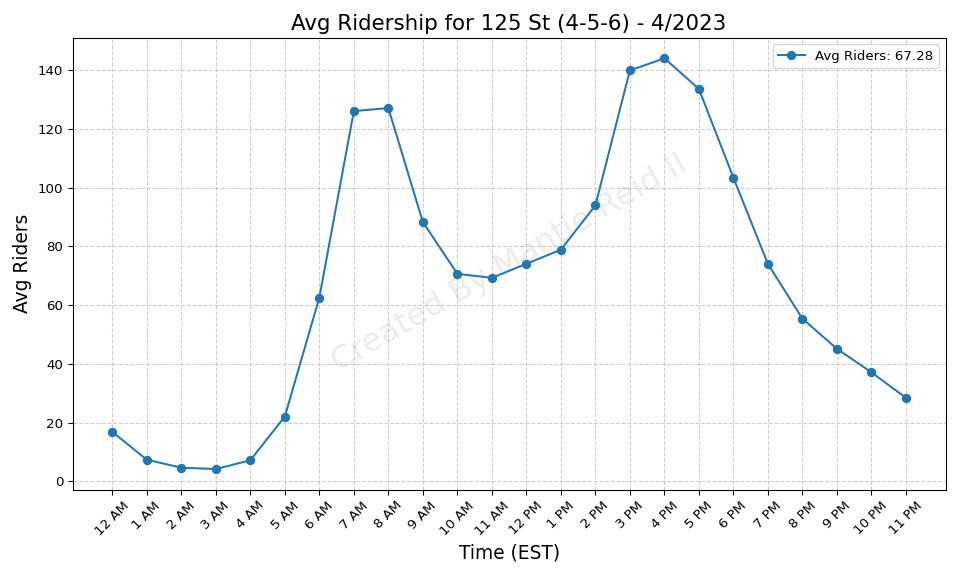 Avg Ridership for 125 St (4-5-6) - 4/2023
Avg Riders: 67.28
140
120
100
80
60
40
20
0
Avg Riders
Created By Mantie Reid II
12 AM
1 AM
2 AM
3 AM
4 AM
5 AM
6 AM
7 AM
8 AM
9 AM
10 AM
11 AM
12 PM
1 PM
2 PM
3 PM
4 PM
5 PM
6 PM
7 PM
8 PM
9 PM
10 PM
11 PM
Time (EST)